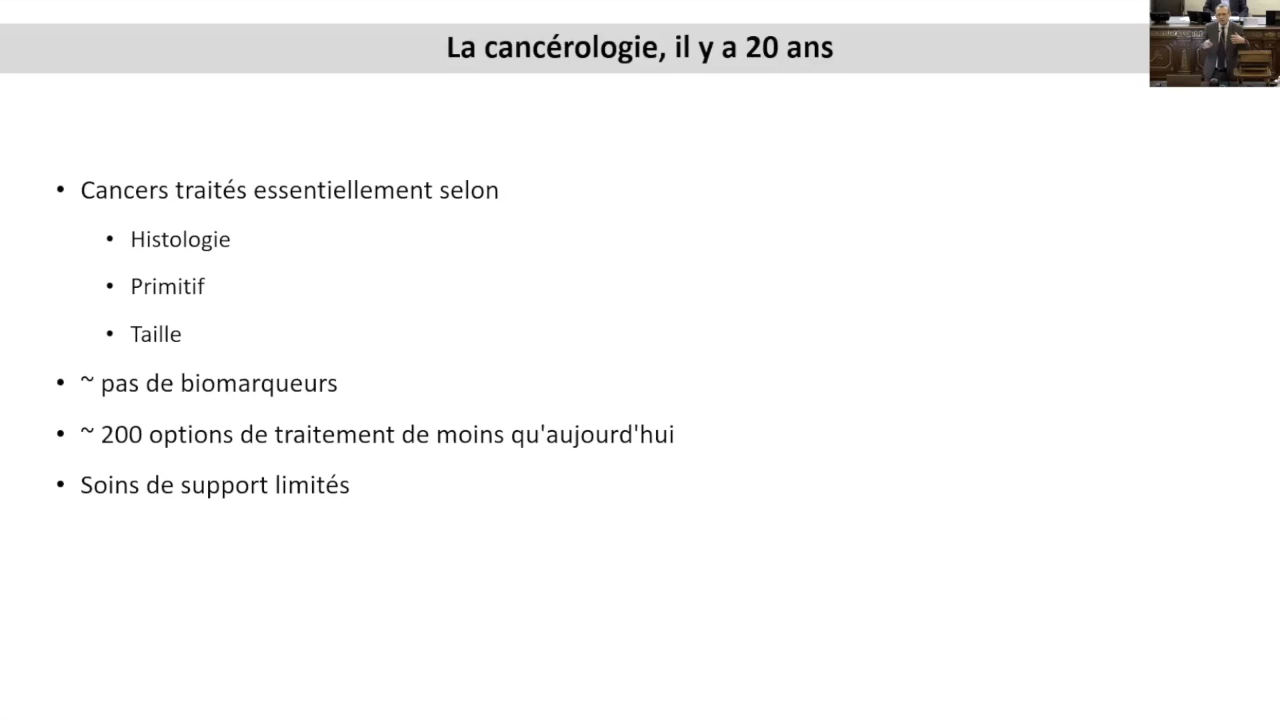 La cancérologie, il y a 20 ans
• Cancers traités essentiellement selon
• Histologie
• Primitif
• Taille
• ~ pas de biomarqueurs
• ~ 200 options de traitement de moins qu'aujourd'hui
• Soins de support limités